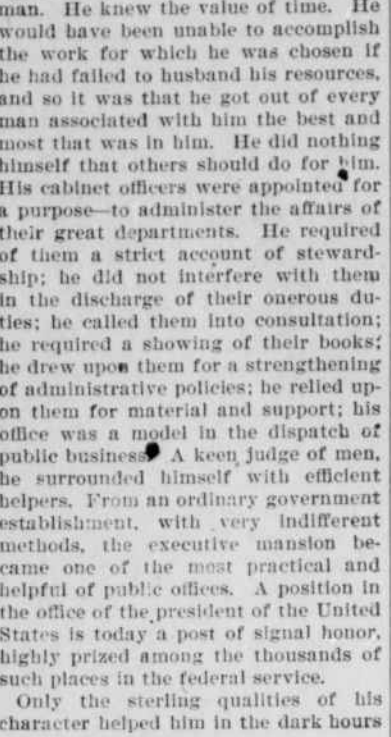 man. He knew the value of time. He
would have been unable to accomplish
the work for which he was chosen if
he had failed to husband his resources,
and so it was that he got out of every
man associated with him the best and
most that was in him. He did nothing
himself that others should do for him.
His cabinet officers were appointed for
a purpose—to administer the affairs of
their great departments. He required
of them a strict account of steward-
ship; he did not interfere with them
in the discharge of their onerous du-
ties; he called them into consultation;
he required a showing of their books;
he drew upon them for a strengthening
of administrative policies; he relied up-
on them for material and support; his
office was a model in the dispatch of
public business. A keen judge of men,
he surrounded himself with efficient
helpers. From an ordinary government
establishment, with very indifferent
methods, the executive mansion be-
came one of the most practical and
helpful of public offices. A position in
the office of the president of the United
States is today a post of signal honor,
highly prized among the thousands of
such places in the federal service.
Only the sterling qualities of his
character helped him in the dark hours